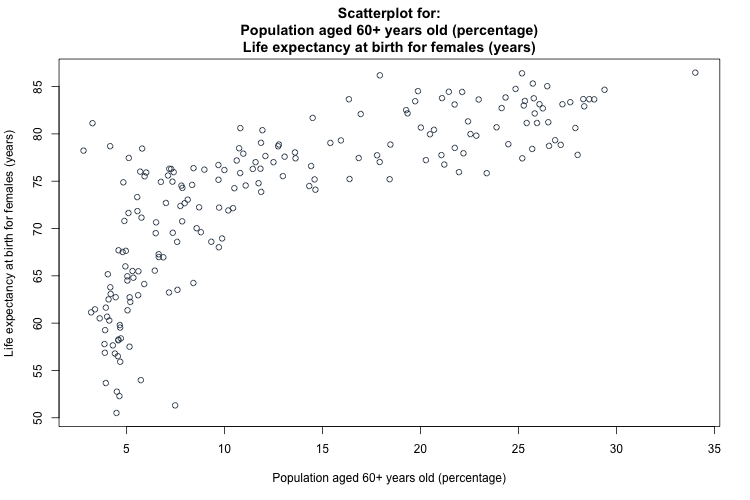 Scatterplot for:
Population aged 60+ years old (percentage)
Life expectancy at birth for females (years)
Life expectancy at birth for females (years)
85
80
75
70
65
60
55
50
5 10 15 20 25 30 35
Population aged 60+ years old (percentage)